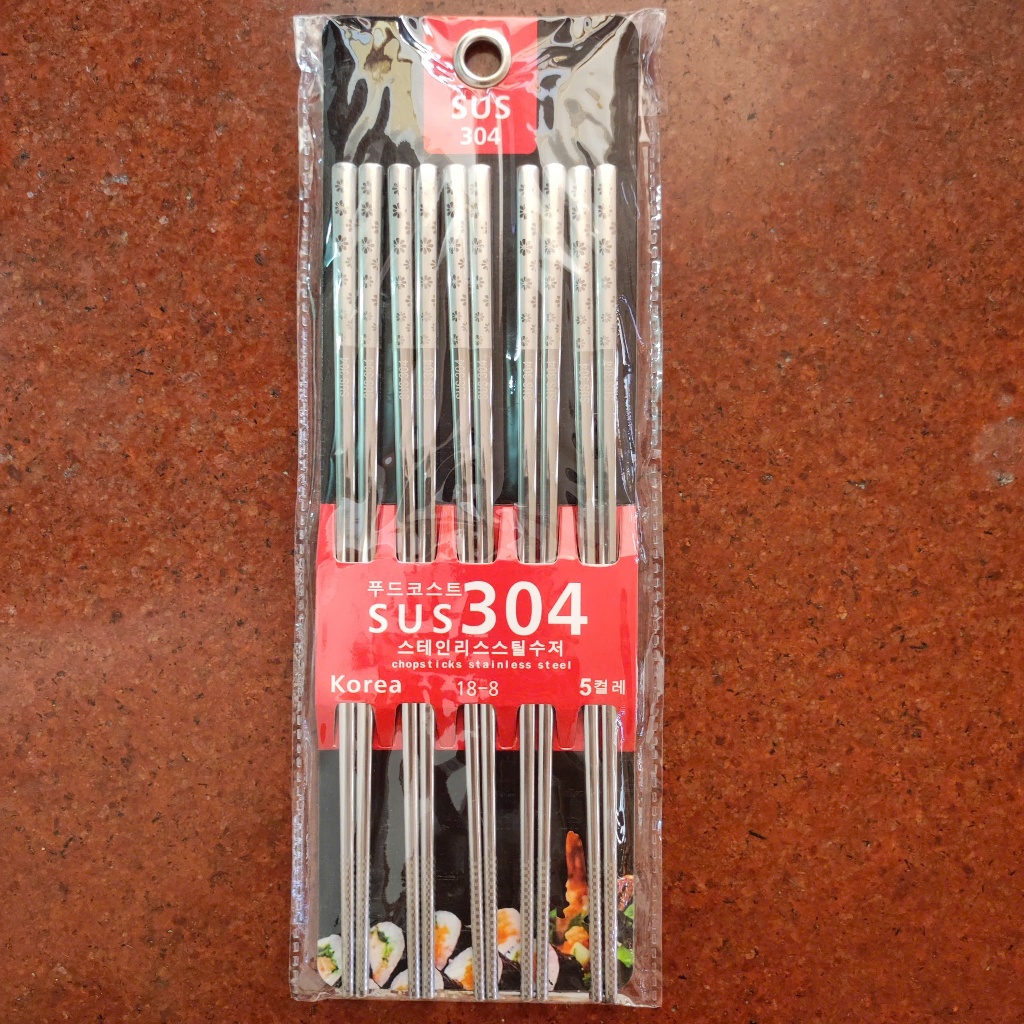 SUS
304
푸드코스트
SUS304
스테인리스스틸수저
chopsticks stainless steel
Korea 18-8 5켤레